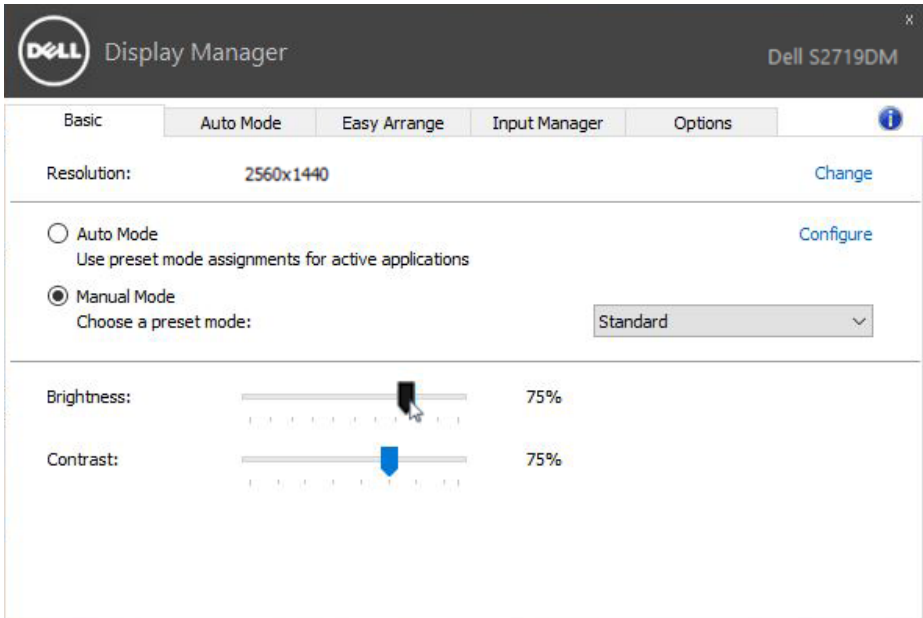 x
DELL Display Manager Dell S2719DM
Basic Auto Mode Easy Arrange Input Manager Options i
Resolution: 2560x1440 Change
Auto Mode Configure
Use preset mode assignments for active applications
Manual Mode
Choose a preset mode: Standard
Brightness: 75%
Contrast: 75%